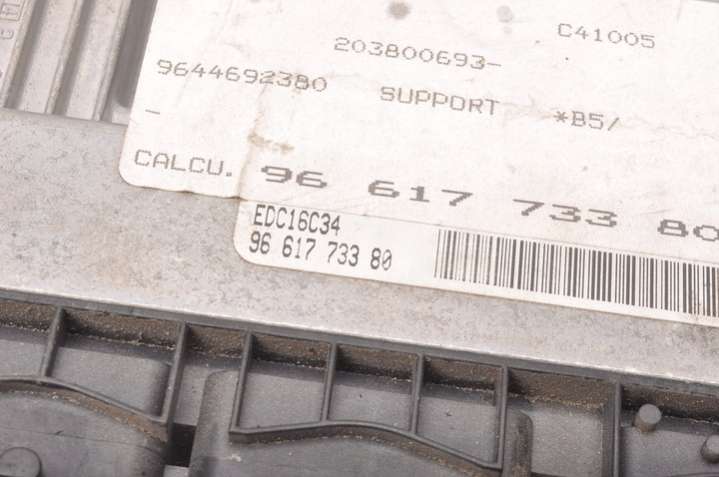 C41005
203800693-
9644692380 SUPPORT *B5/
-
CALCU. 96 617 733 80
EDC16C34
96 617 733 80